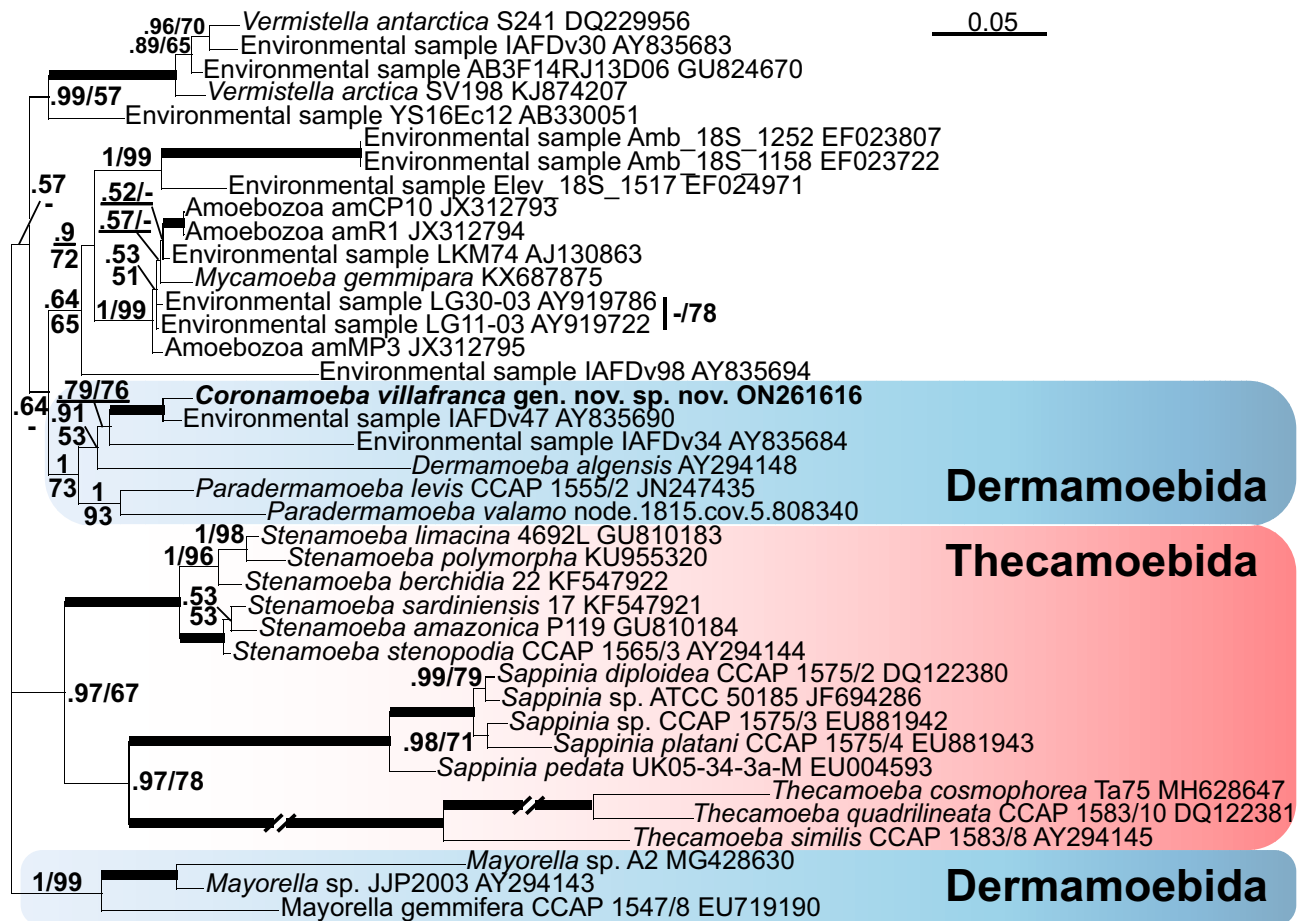 0.05
.96/70
Vermistella antarctica S241 DQ229956
.89/65
Environmental sample IAFDv30 AY835683
Environmental sample AB3F14RJ13D06 GU824670
.99/57
Vermistella arctica SV198 KJ874207
Environmental sample YS16Ec12 AB330051
Environmental sample Amb_18S_1252 EF023807
1/99
Environmental sample Amb_18S_1158 EF023722
Environmental sample Elev_18S_1517 EF024971
.57
-
.52/-
Amoebozoa amCP10 JX312793
.57/-
Amoebozoa amR1 JX312794
.9
72
.53
51
Environmental sample LKM74 AJ130863
Mycamoeba gemmipara KX687875
.64
65
1/99
Environmental sample LG30-03 AY919786
-/78
Environmental sample LG11-03 AY919722
Amoebozoa amMP3 JX312795
Environmental sample IAFDv98 AY835694
.64
-
.79/76
Coronamoeba villafranca gen. nov. sp. nov. ON261616
.91
53
Environmental sample IAFDv47 AY835690
Environmental sample IAFDv34 AY835684
1
73
Dermamoeba algensis AY294148
1
93
Paradermamoeba levis CCAP 1555/2 JN247435
Paradermamoeba valamo node.1815.cov.5.808340
Dermamoebida
1/98
Stenamoeba limacina 4692L GU810183
1/96
Stenamoeba polymorpha KU955320
Thecamoebida
Stenamoeba berchidia 22 KF547922
.53
53
Stenamoeba sardiniensis 17 KF547921
Stenamoeba amazonica P119 GU810184
Stenamoeba stenopodia CCAP 1565/3 AY294144
.97/67
.99/79
Sappinia diploidea CCAP 1575/2 DQ122380
Sappinia sp. ATCC 50185 JF694286
Sappinia sp. CCAP 1575/3 EU881942
.98/71
Sappinia platani CCAP 1575/4 EU881943
Sappinia pedata UK05-34-3a-M EU004593
.97/78
Thecamoeba cosmophorea Ta75 MH628647
Thecamoeba quadrilineata CCAP 1583/10 DQ122381
Thecamoeba similis CCAP 1583/8 AY294145
Mayorella sp. A2 MG428630
1/99
Mayorella sp. JJP2003 AY294143
Mayorella gemmifera CCAP 1547/8 EU719190
Dermamoebida